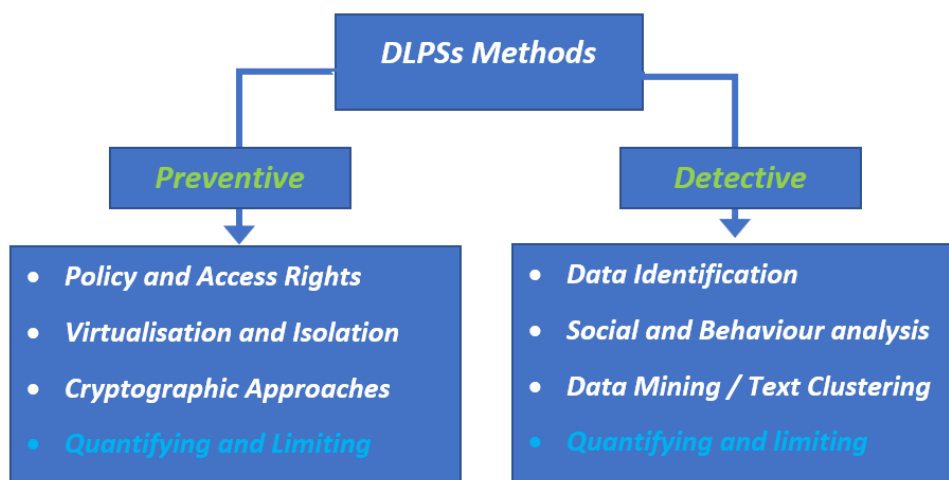 DLPSs Methods
Preventive
Detective
• Policy and Access Rights
• Virtualisation and Isolation
• Cryptographic Approaches
• Quantifying and Limiting
• Data Identification
• Social and Behaviour analysis
• Data Mining / Text Clustering
• Quantifying and limiting